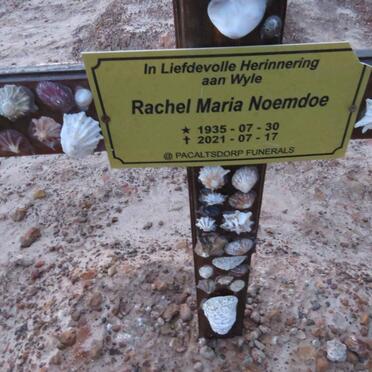 In Liefdevolle Herinnering
aan Wyle
Rachel Maria Noemdoe
★ 1935 - 07 - 30
✝ 2021 - 07 - 17
@ PACALTSDORP FUNERALS